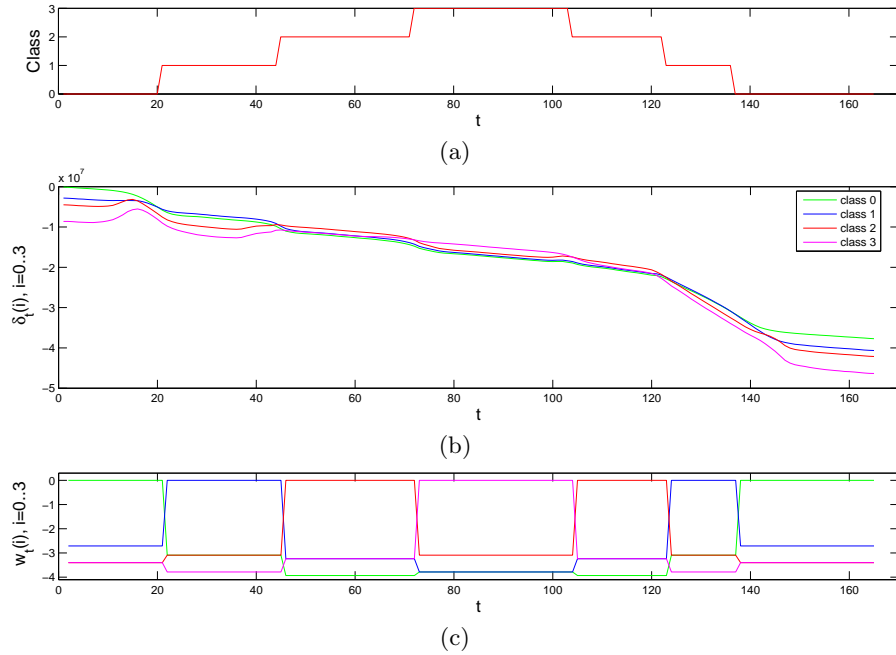 3
2
1
0
Class
0 20 40 60 80 100 120 140 160
t
(a)
x 10^7
0
−1
−2
−3
−4
−5
δ_t(i), i=0..3
class 0
class 1
class 2
class 3
0 20 40 60 80 100 120 140 160
t
(b)
0
−1
−2
−3
−4
w_t(i), i=0..3
0 20 40 60 80 100 120 140 160
t
(c)